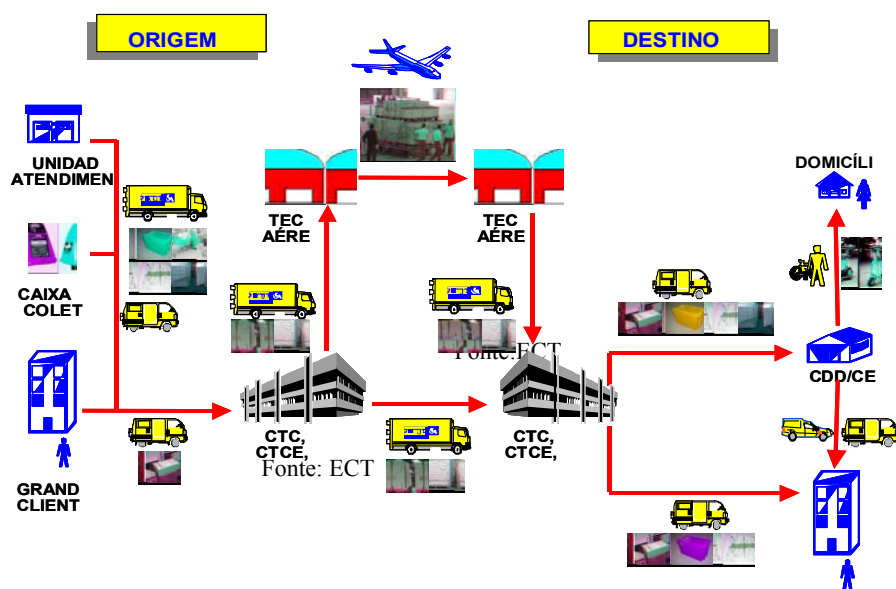 ORIGEM
DESTINO
UNIDAD
ATENDIMEN
CAIXA
COLET
GRAND
CLIENT
TEC
AÉRE
TEC
AÉRE
DOMICÍLI
Fonte:ECT
CTC,
CTCE,
Fonte: ECT
CTC,
CTCE,
CDD/CE